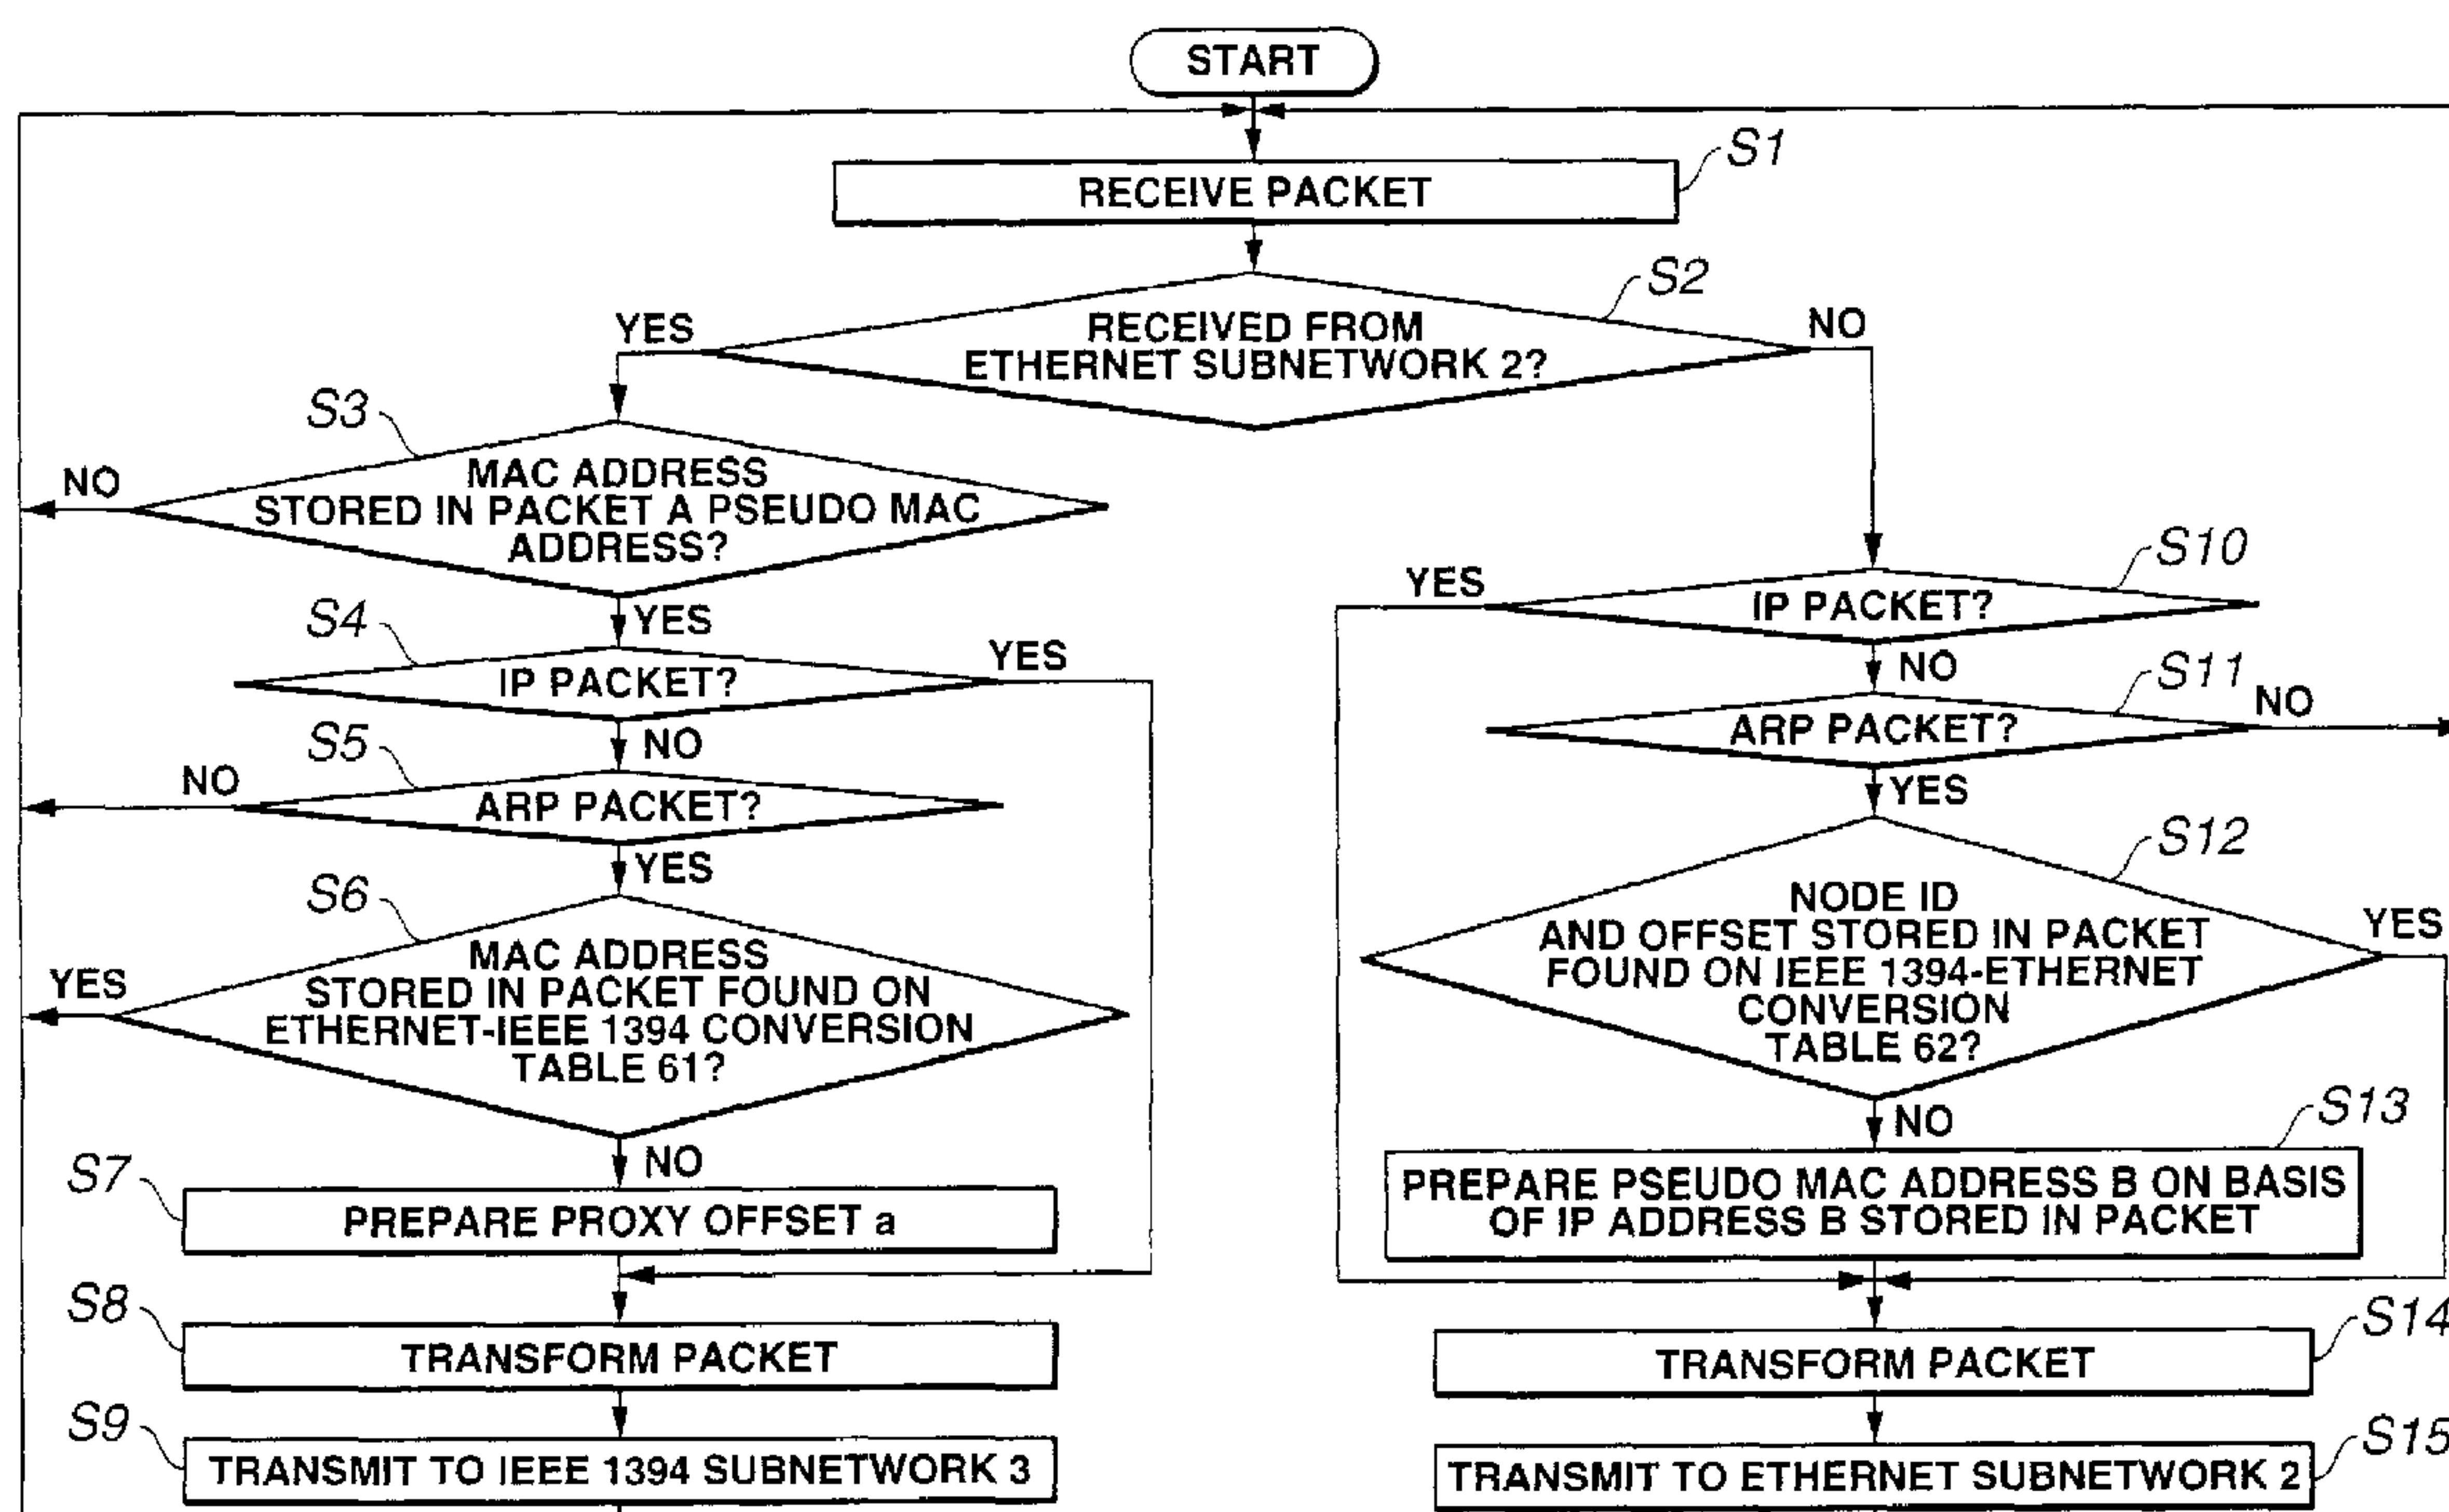 START
S1
RECEIVE PACKET
S2
YES
RECEIVED FROM
ETHERNET SUBNETWORK 2?
NO
S3
NO
MAC ADDRESS
STORED IN PACKET A PSEUDO MAC
ADDRESS?
YES
S4
IP PACKET?
YES
NO
S5
NO
ARP PACKET?
YES
S6
YES
MAC ADDRESS
STORED IN PACKET FOUND ON
ETHERNET-IEEE 1394 CONVERSION
TABLE 61?
NO
S7
PREPARE PROXY OFFSET a
S8
TRANSFORM PACKET
S9
TRANSMIT TO IEEE 1394 SUBNETWORK 3
S10
YES
IP PACKET?
NO
S11
NO
ARP PACKET?
YES
S12
NODE ID
AND OFFSET STORED IN PACKET
FOUND ON IEEE 1394-ETHERNET
CONVERSION
TABLE 62?
YES
NO
S13
PREPARE PSEUDO MAC ADDRESS B ON BASIS
OF IP ADDRESS B STORED IN PACKET
S14
TRANSFORM PACKET
S15
TRANSMIT TO ETHERNET SUBNETWORK 2